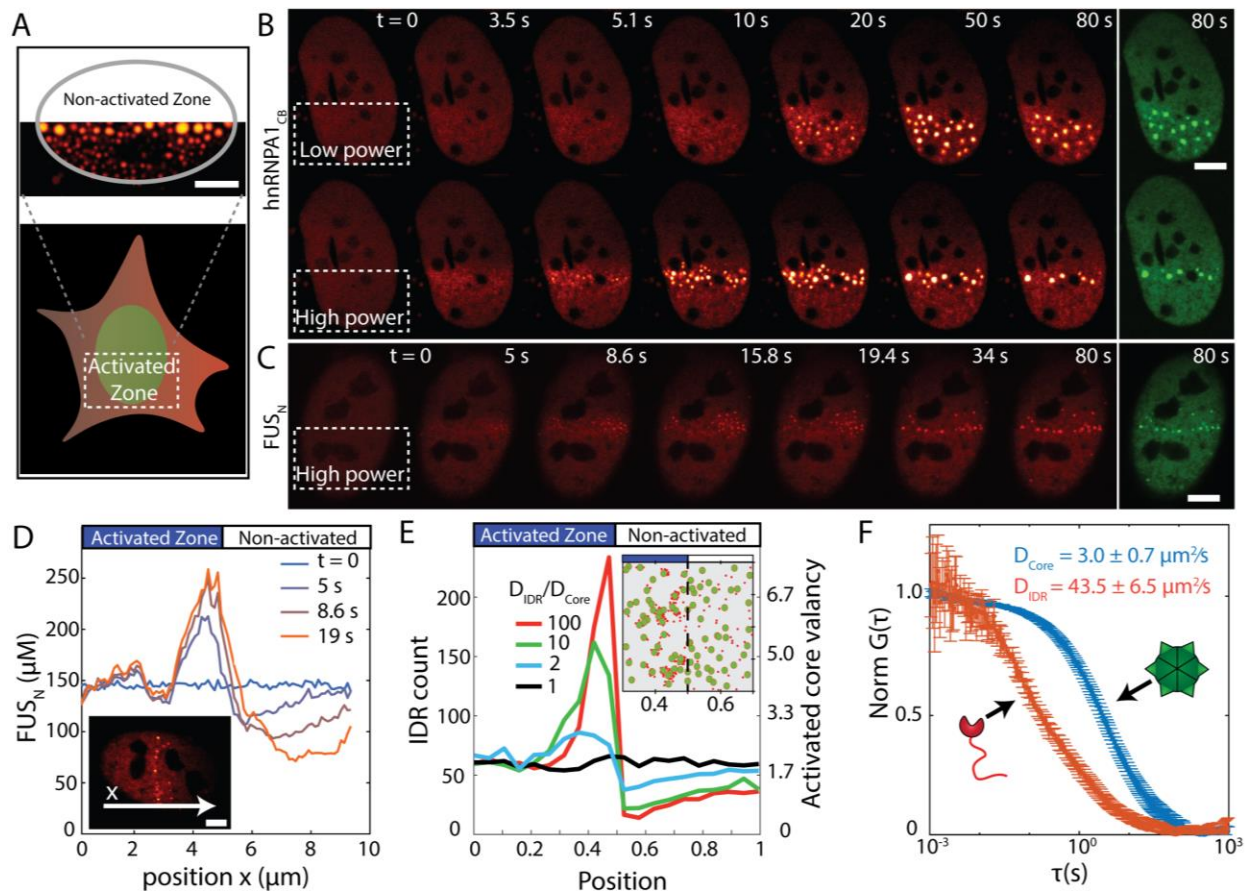 A
Non-activated Zone
Activated
Zone
B
t = 0 3.5 s 5.1 s 10 s 20 s 50 s 80 s 80 s
hnRNPA1CB
Low power
High power
C
t = 0 5 s 8.6 s 15.8 s 19.4 s 34 s 80 s 80 s
FUSN
High power
D
Activated Zone Non-activated
t = 0
5 s
8.6 s
19 s
250
200
150
100
50
0
FUSN (μM)
X
0 2 4 6 8 10
position x (μm)
E
Activated Zone Non-activated
DIDR/DCore
100
10
2
1
200
150
100
50
0
IDR count
0.4 0.6
6.7
5.0
3.3
1.7
0
Activated core valancy
0 0.2 0.4 0.6 0.8 1
Position
F
DCore = 3.0 ± 0.7 μm²/s
DIDR = 43.5 ± 6.5 μm²/s
1.0
0.5
0
Norm G(τ)
10-3 100 103
τ(s)